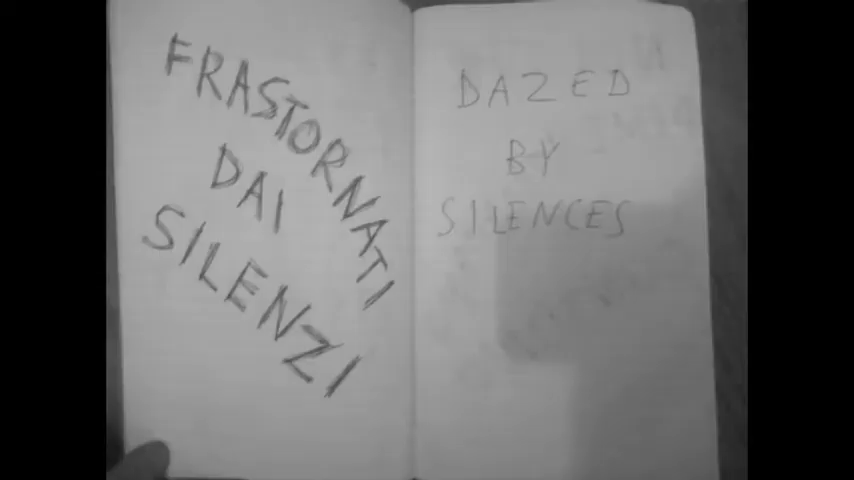 FRASTORNATI
DAI
SILENZI
DAZED
BY
SILENCES